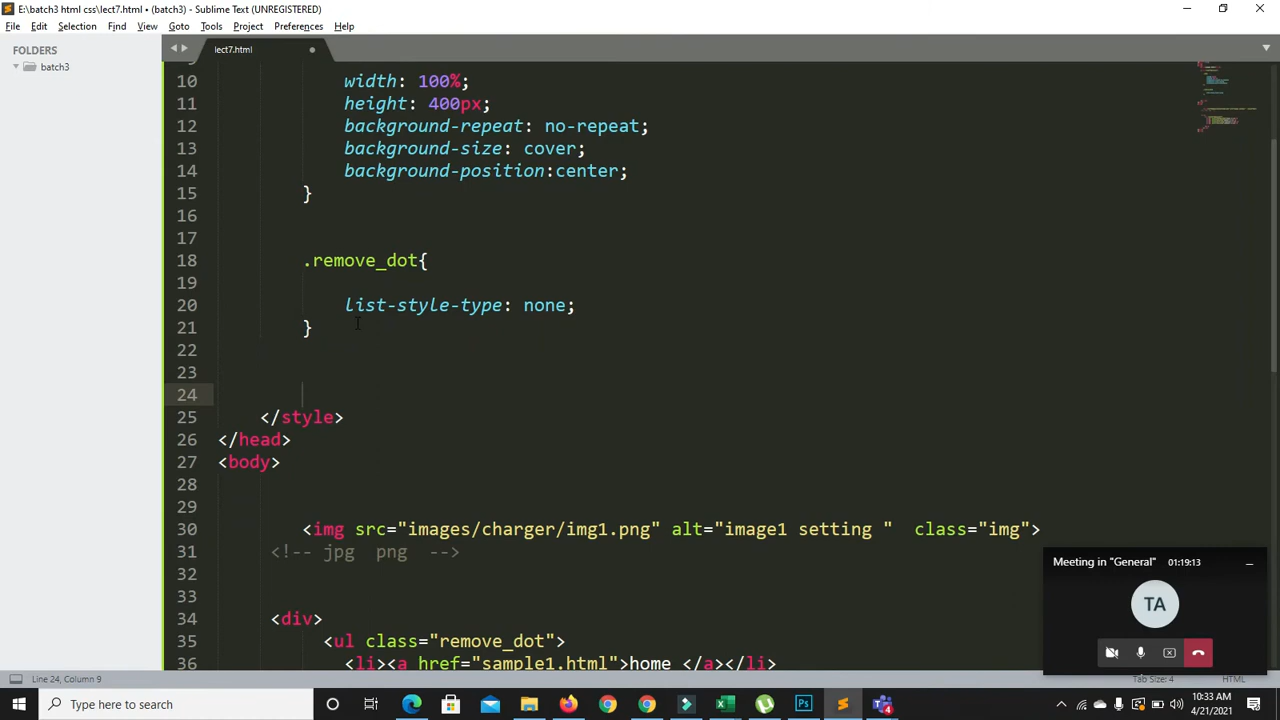 E:\batch3 html css\lect7.html • (batch3) - Sublime Text (UNREGISTERED)
File Edit Selection Find View Goto Tools Project Preferences Help
FOLDERS
batch3
lect7.html
10 width: 100%;
11 height: 400px;
12 background-repeat: no-repeat;
13 background-size: cover;
14 background-position:center;
15 }
16
17
18 .remove_dot{
19
20 list-style-type: none;
21 }
22
23
24
25 </style>
26 </head>
27 <body>
28
29
30 <img src="images/charger/img1.png" alt="image1 setting "  class="img">
31 <!-- jpg  png  -->
32
33
34 <div>
35 <ul class="remove_dot">
36 <li><a href="sample1.html">home </a></li>
Meeting in "General" 01:19:13
TA
Line 24, Column 9
Tab Size: 4
HTML
Type here to search
10:33 AM
4/21/2021